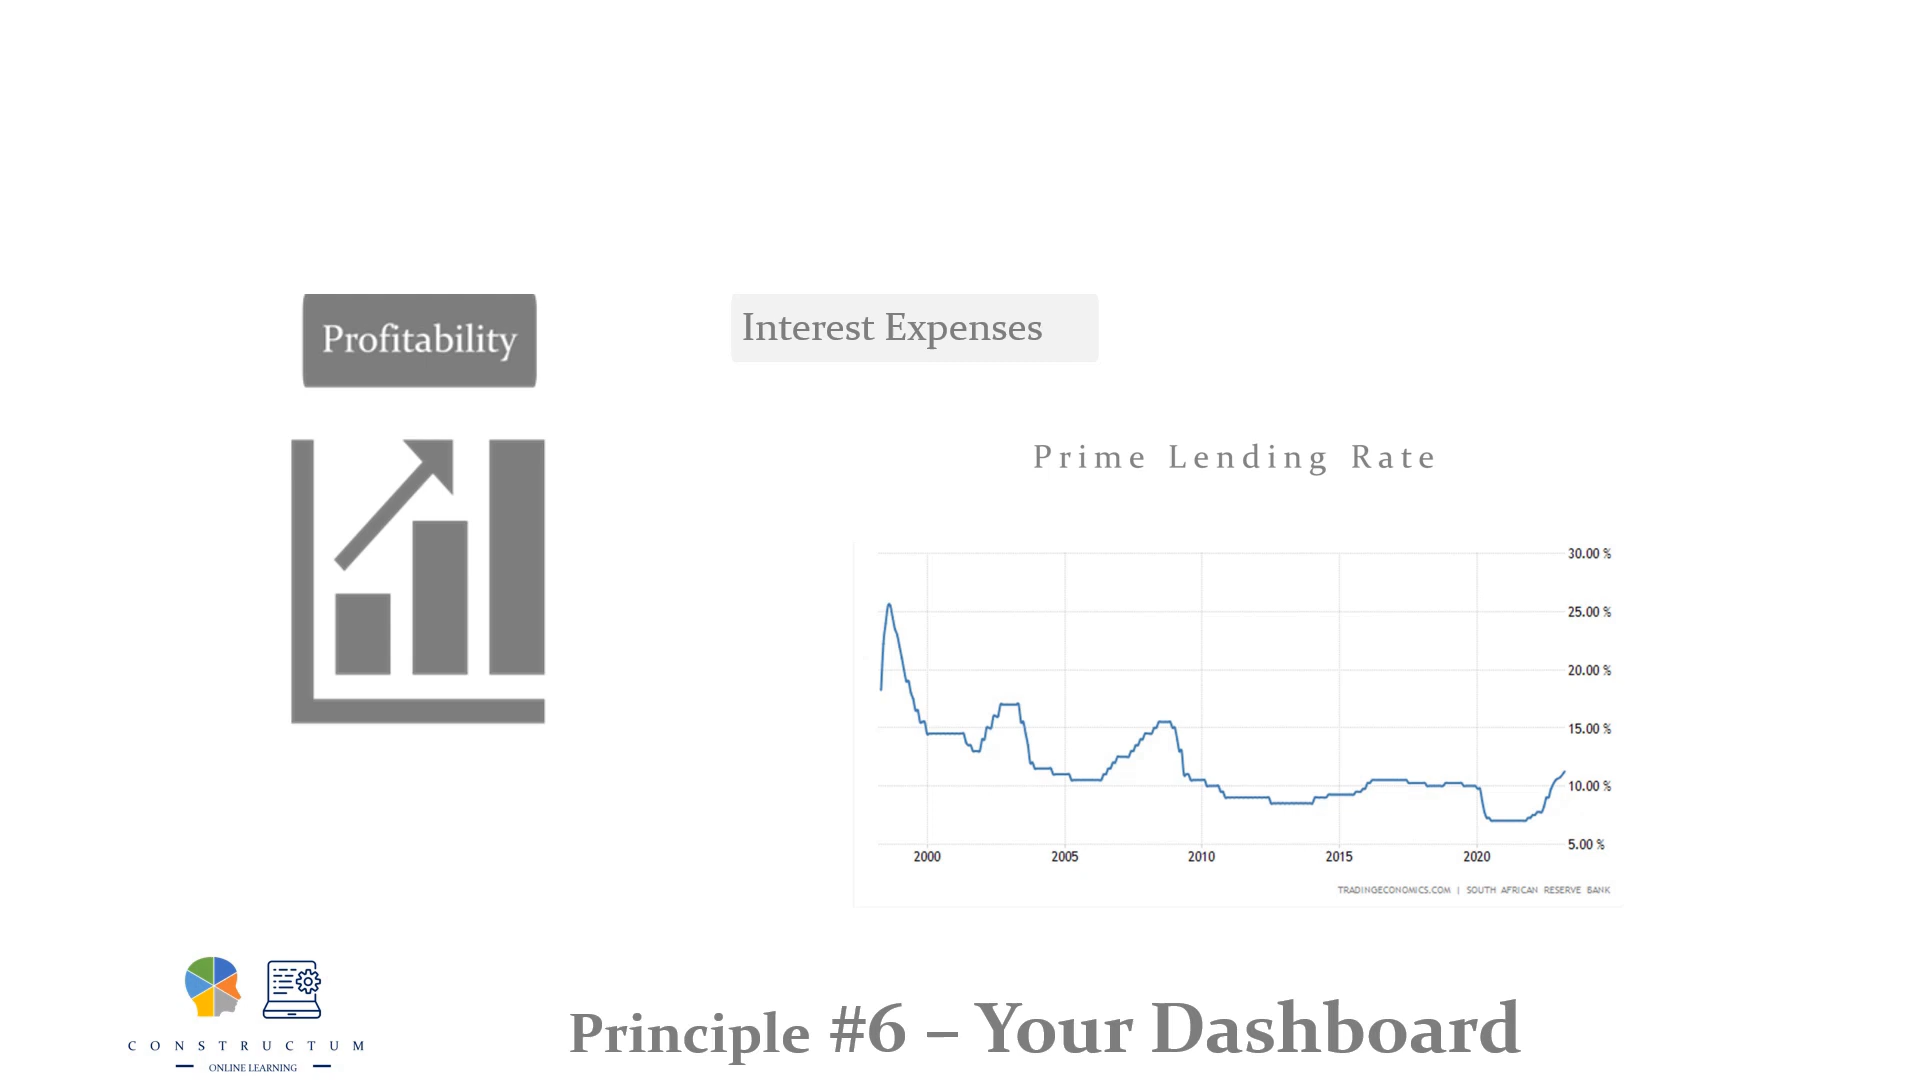 Profitability
Interest Expenses
Prime Lending Rate
30.00 %
25.00 %
20.00 %
15.00 %
10.00 %
5.00 %
2000 2005 2010 2015 2020
TRADINGECONOMICS.COM | SOUTH AFRICAN RESERVE BANK
CONSTRUCTUM
ONLINE LEARNING
Principle #6 – Your Dashboard